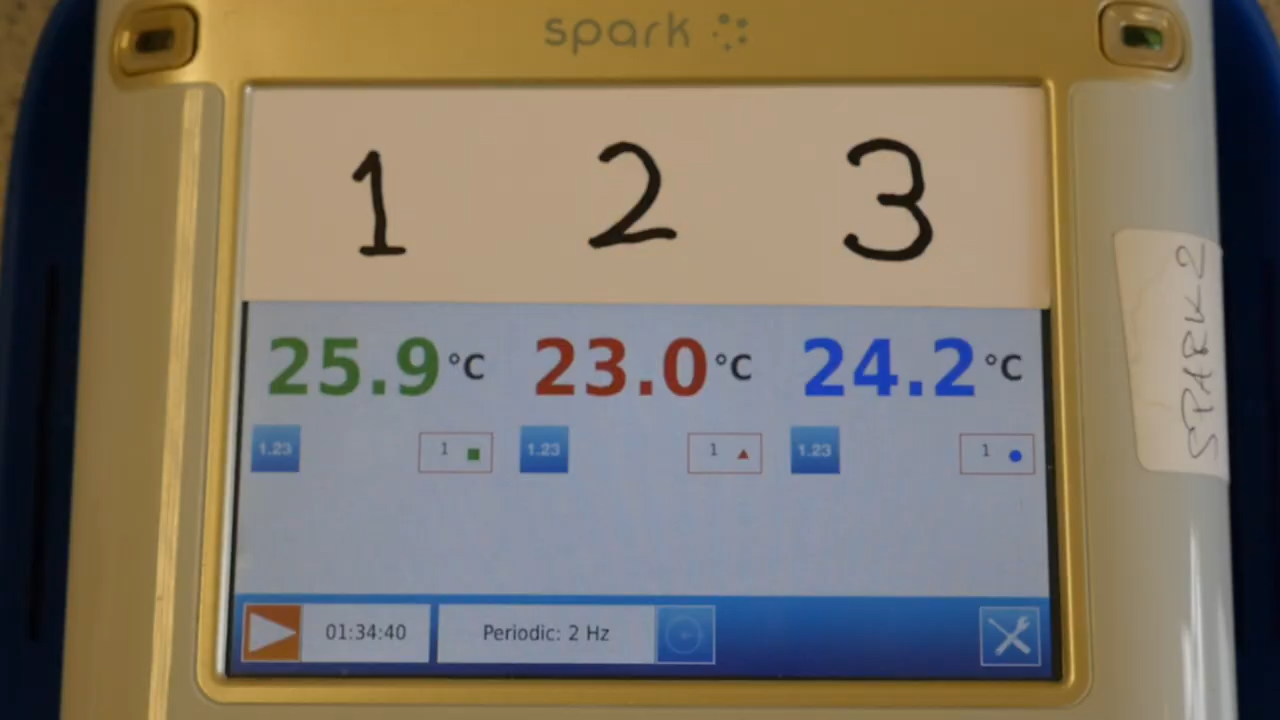 spark
1 2 3
25.9 °C 23.0 °C 24.2 °C
1.23 1 1.23 1 1.23 1
01:34:40 Periodic: 2 Hz
SPARK 2